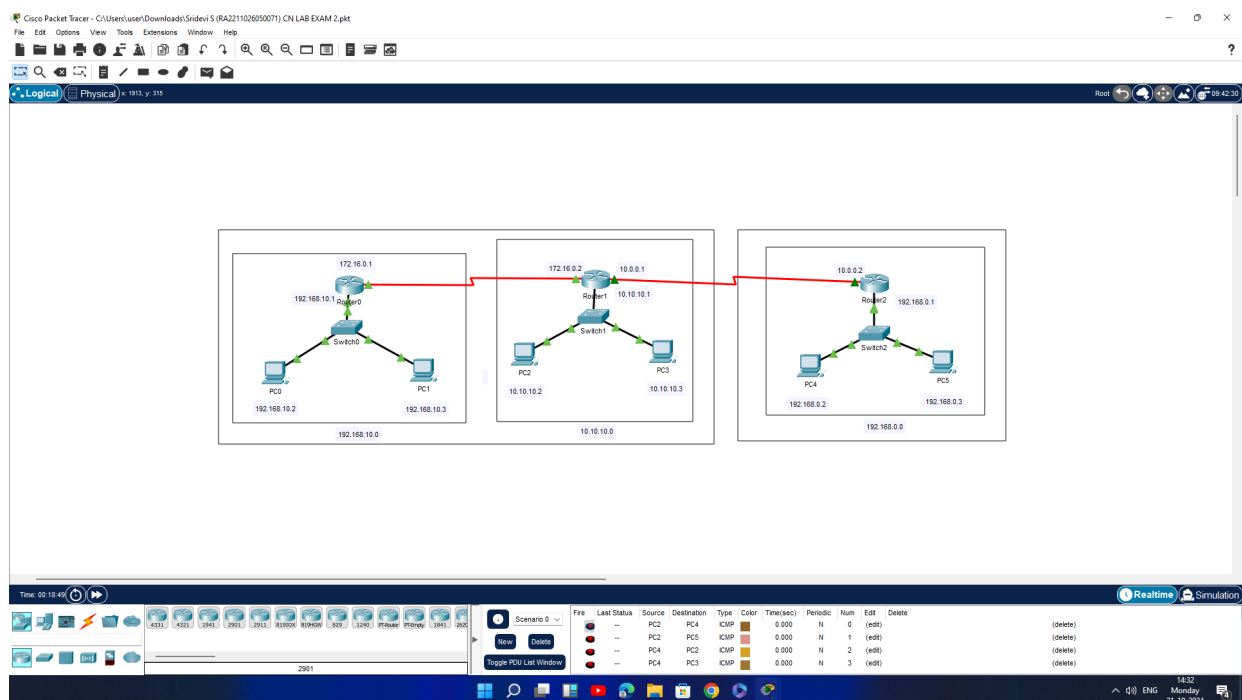 Cisco Packet Tracer - C:\Users\user\Downloads\Sridevi S (RA2211026050071) CN LAB EXAM 2.pkt
File Edit Options View Tools Extensions Window Help
?
Logical Physical x: 1913, y: 315 Root 09:42:30
172.16.0.1 172.16.0.2 10.0.0.1 10.0.0.2
192.168.10.1 Router0 Router1 10.10.10.1 Router2 192.168.0.1
Switch0 Switch1 Switch2
PC0 PC1 PC2 PC3 PC4 PC5
192.168.10.2 192.168.10.3 10.10.10.2 10.10.10.3 192.168.0.2 192.168.0.3
192.168.10.0 10.10.10.0 192.168.0.0
Time: 00:18:49 Realtime Simulation
4331 4321 1941 2901 2911 819IOX 819HGW 829 1240 PT-Router PT-Empty 1841
2901
Scenario 0
New Delete
Toggle PDU List Window
Fire Last Status Source Destination Type Color Time(sec) Periodic Num Edit Delete
-- PC2 PC4 ICMP 0.000 N 0 (edit) (delete)
-- PC2 PC5 ICMP 0.000 N 1 (edit) (delete)
-- PC4 PC2 ICMP 0.000 N 2 (edit) (delete)
-- PC4 PC3 ICMP 0.000 N 3 (edit) (delete)
ENG
14:32
Monday